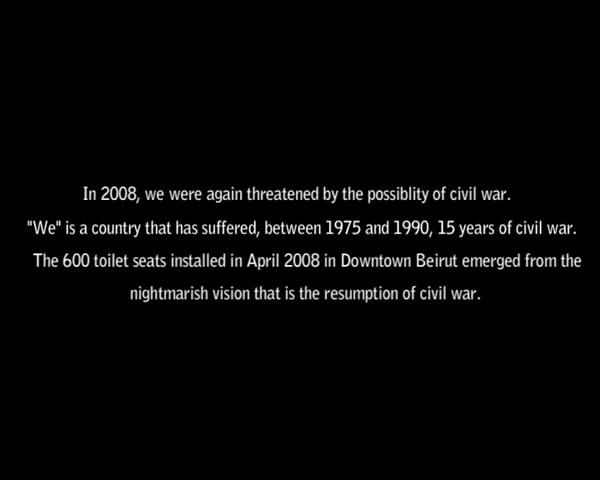 In 2008, we were again threatened by the possiblity of civil war.
"We" is a country that has suffered, between 1975 and 1990, 15 years of civil war.
The 600 toilet seats installed in April 2008 in Downtown Beirut emerged from the
nightmarish vision that is the resumption of civil war.